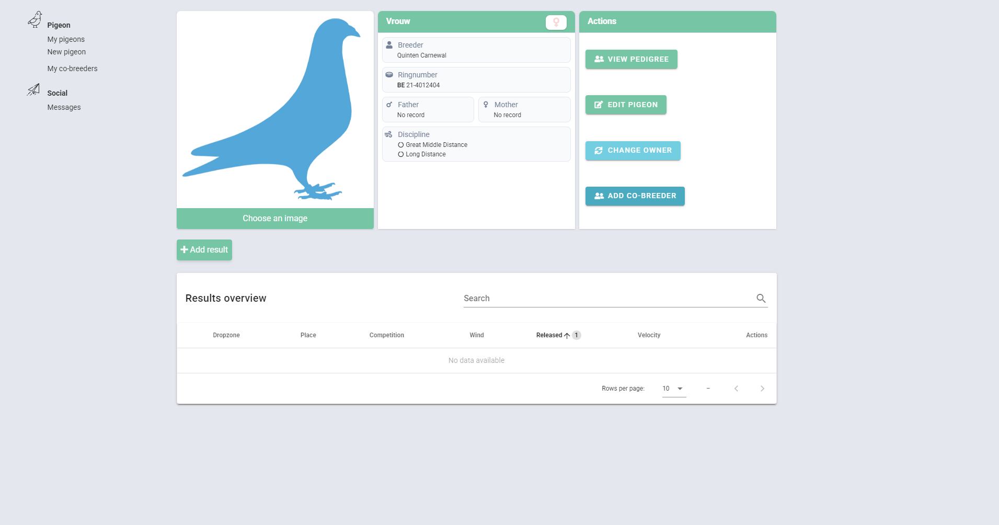 Pigeon
My pigeons
New pigeon
My co-breeders
Social
Messages
Choose an image
Vrouw
Breeder
Quinten Carnewal
Ringnumber
BE 21-4012404
Father
No record
Mother
No record
Discipline
Great Middle Distance
Long Distance
Actions
VIEW PEDIGREE
EDIT PIGEON
CHANGE OWNER
ADD CO-BREEDER
Add result
Results overview
Search
Dropzone Place Competition Wind Released 1 Velocity Actions
No data available
Rows per page: 10 –